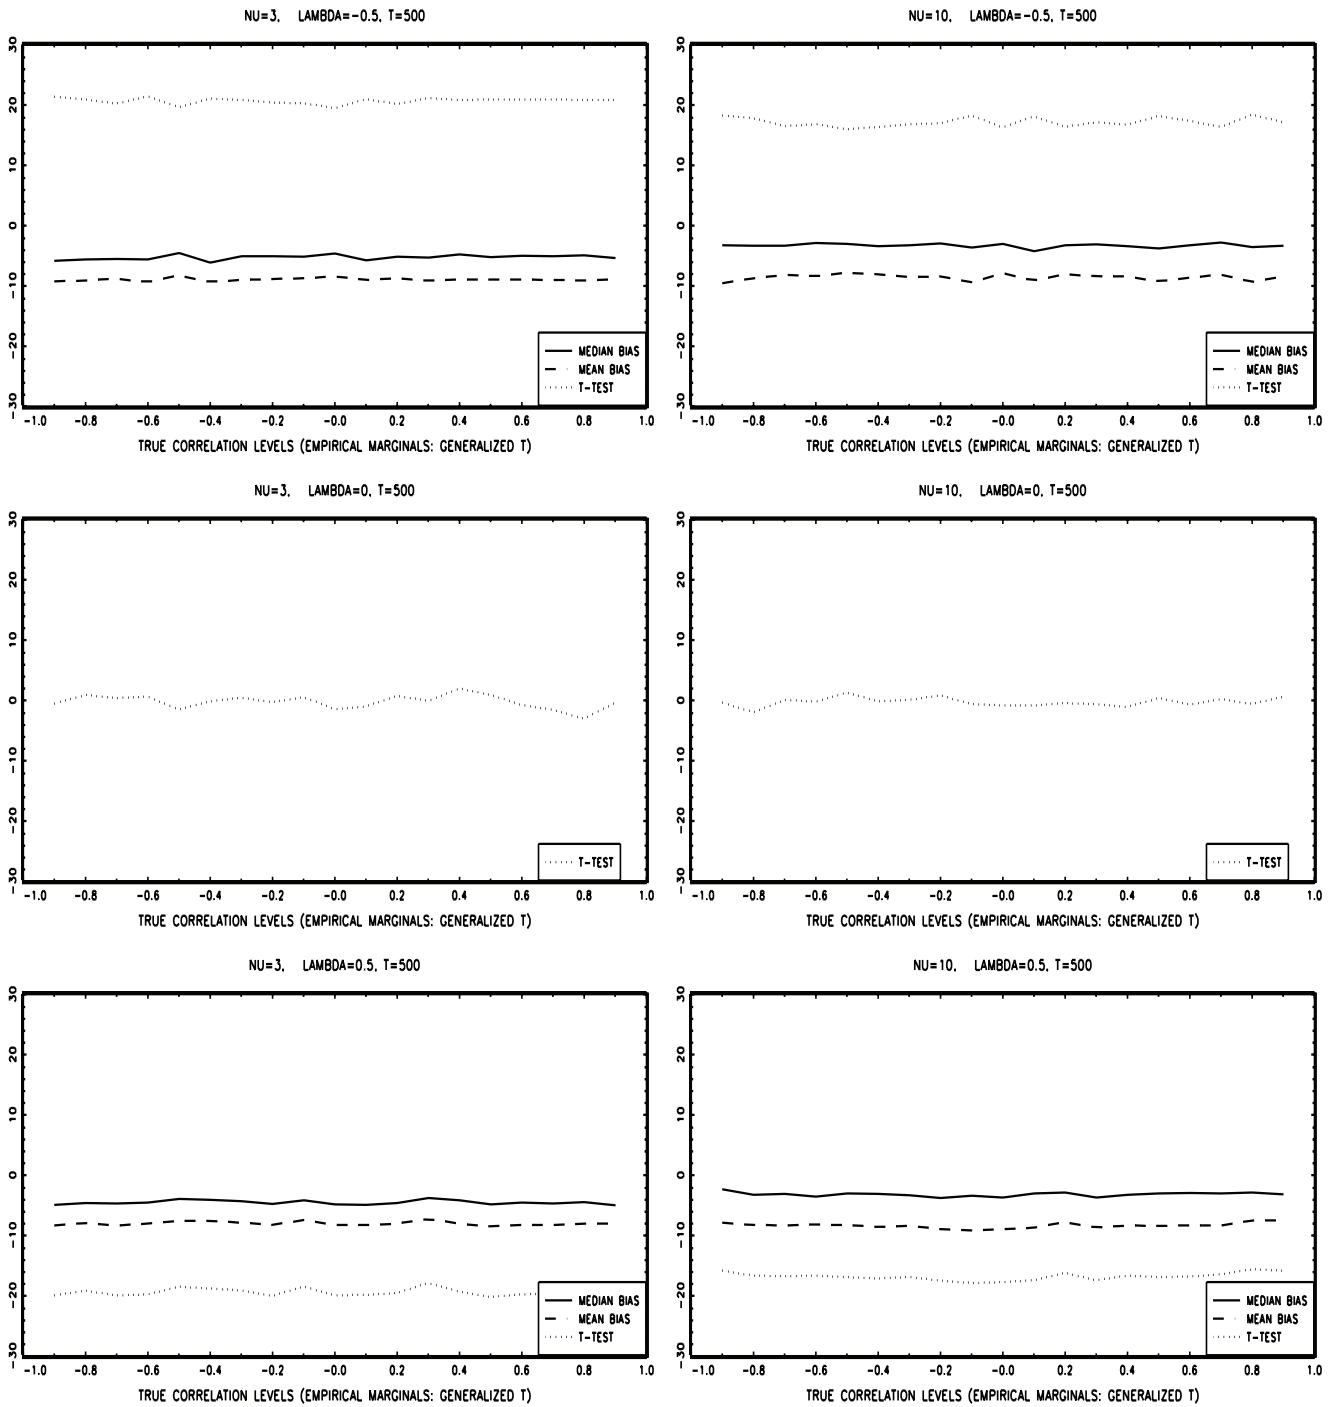 NU=3, LAMBDA=-0.5, T=500
30
20
10
0
-10
-20
-30
MEDIAN BIAS
MEAN BIAS
T-TEST
-1.0 -0.8 -0.6 -0.4 -0.2 -0.0 0.2 0.4 0.6 0.8 1.0
TRUE CORRELATION LEVELS (EMPIRICAL MARGINALS: GENERALIZED T)
NU=10, LAMBDA=-0.5, T=500
30
20
10
0
-10
-20
-30
MEDIAN BIAS
MEAN BIAS
T-TEST
-1.0 -0.8 -0.6 -0.4 -0.2 -0.0 0.2 0.4 0.6 0.8 1.0
TRUE CORRELATION LEVELS (EMPIRICAL MARGINALS: GENERALIZED T)
NU=3, LAMBDA=0, T=500
30
20
10
0
-10
-20
-30
T-TEST
-1.0 -0.8 -0.6 -0.4 -0.2 -0.0 0.2 0.4 0.6 0.8 1.0
TRUE CORRELATION LEVELS (EMPIRICAL MARGINALS: GENERALIZED T)
NU=10, LAMBDA=0, T=500
30
20
10
0
-10
-20
-30
T-TEST
-1.0 -0.8 -0.6 -0.4 -0.2 -0.0 0.2 0.4 0.6 0.8 1.0
TRUE CORRELATION LEVELS (EMPIRICAL MARGINALS: GENERALIZED T)
NU=3, LAMBDA=0.5, T=500
30
20
10
0
-10
-20
-30
MEDIAN BIAS
MEAN BIAS
T-TEST
-1.0 -0.8 -0.6 -0.4 -0.2 -0.0 0.2 0.4 0.6 0.8 1.0
TRUE CORRELATION LEVELS (EMPIRICAL MARGINALS: GENERALIZED T)
NU=10, LAMBDA=0.5, T=500
30
20
10
0
-10
-20
-30
MEDIAN BIAS
MEAN BIAS
T-TEST
-1.0 -0.8 -0.6 -0.4 -0.2 -0.0 0.2 0.4 0.6 0.8 1.0
TRUE CORRELATION LEVELS (EMPIRICAL MARGINALS: GENERALIZED T)